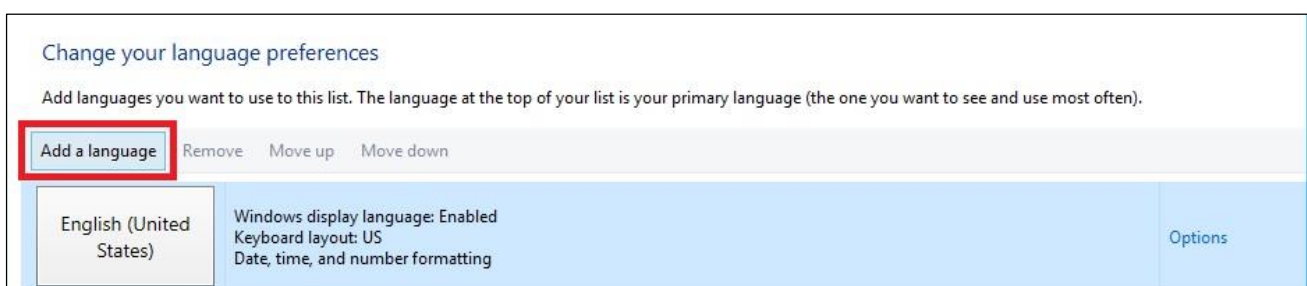 Change your language preferences
Add languages you want to use to this list. The language at the top of your list is your primary language (the one you want to see and use most often).
Add a language Remove Move up Move down
English (United
States)
Windows display language: Enabled
Keyboard layout: US
Date, time, and number formatting
Options